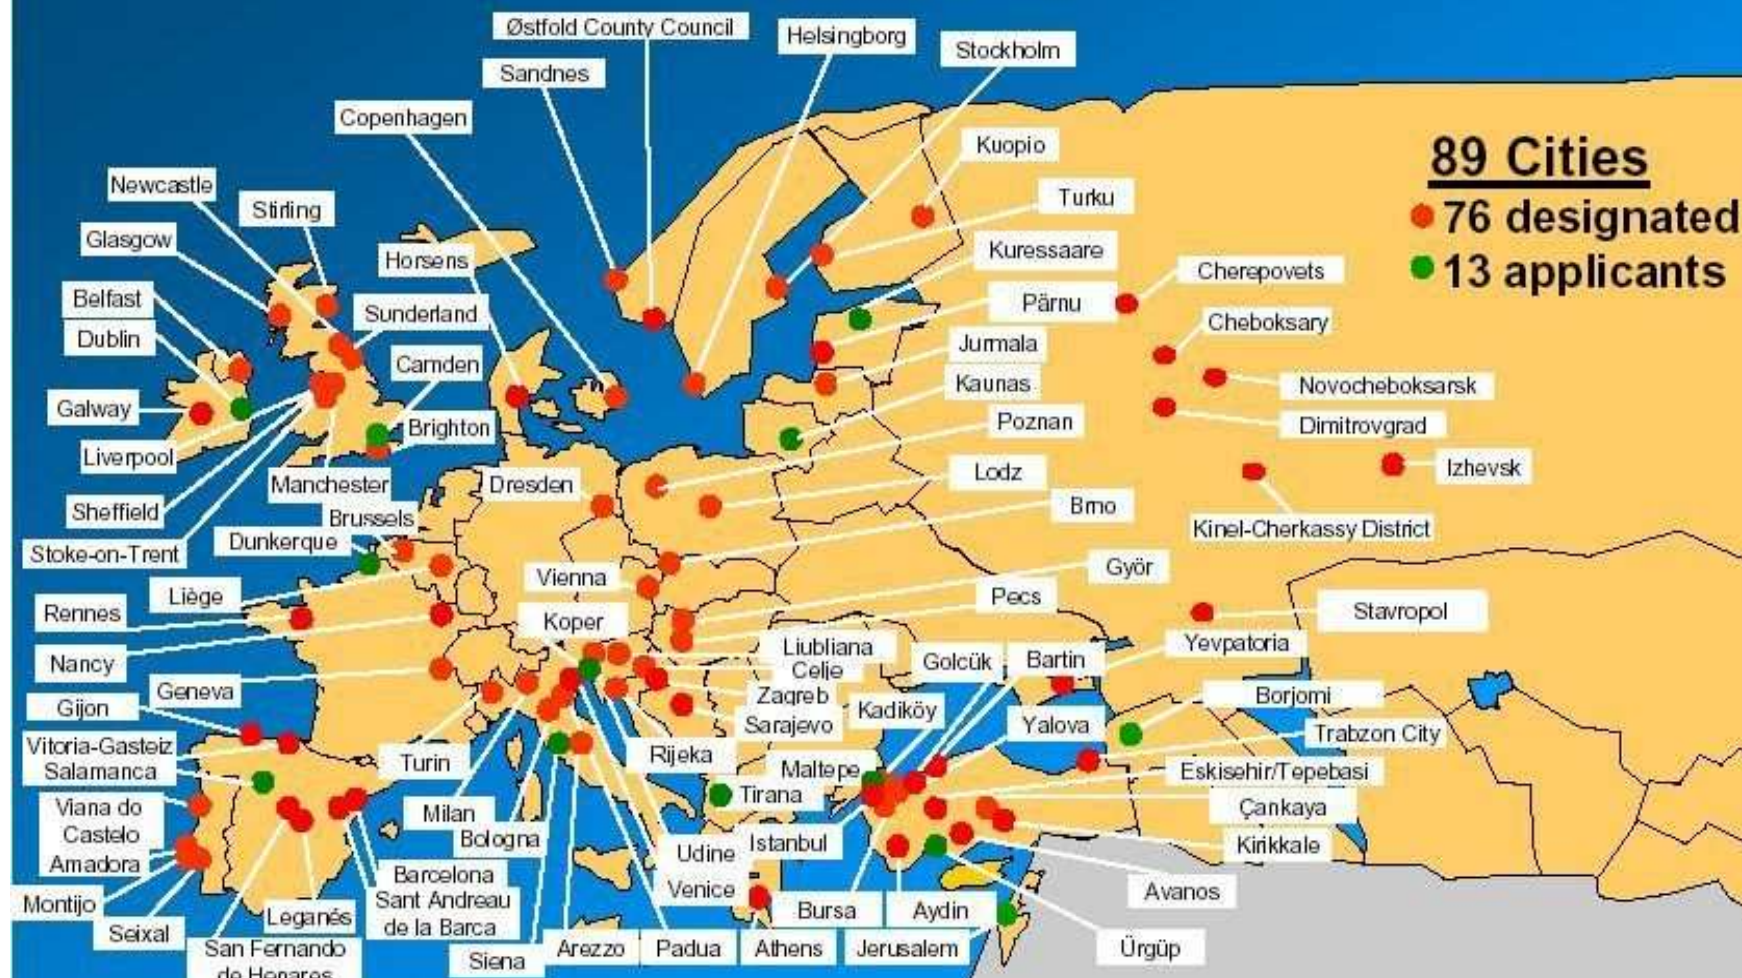 Østfold County Council
Helsingborg
Stockholm
Sandnes
Copenhagen
Kuopio
89 Cities
76 designated
13 applicants
Newcastle
Stirling
Turku
Glasgow
Horsens
Kuressaare
Cherepovets
Belfast
Sunderland
Pärnu
Cheboksary
Dublin
Camden
Jurmala
Kaunas
Novocheboksarsk
Galway
Brighton
Poznan
Dimitrovgrad
Liverpool
Manchester
Dresden
Lodz
Izhevsk
Sheffield
Brussels
Brno
Kinel-Cherkassy District
Stoke-on-Trent
Dunkerque
Vienna
Györ
Liège
Pecs
Rennes
Koper
Stavropol
Nancy
Liubliana
Celje
Golcük
Bartin
Yevpatoria
Geneva
Zagreb
Borjomi
Gijon
Sarajevo
Kadiköy
Yalova
Trabzon City
Vitoria-Gasteiz
Salamanca
Turin
Rijeka
Maltepe
Eskisehir/Tepebasi
Tirana
Viana do
Castelo
Milan
Çankaya
Bologna
Udine
Istanbul
Kirikkale
Amadora
Barcelona
Venice
Avanos
Montijo
Leganés
Sant Andreau
de la Barca
Bursa
Aydin
Seixal
San Fernando
de Henares
Siena
Arezzo
Padua
Athens
Jerusalem
Ürgüp